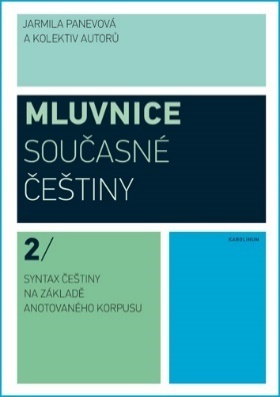 JARMILA PANEVOVÁ
A KOLEKTIV AUTORŮ
MLUVNICE
SOUČASNÉ
ČEŠTINY
KAROLINUM
2/
SYNTAX ČEŠTINY
NA ZÁKLADĚ
ANOTOVANÉHO KORPUSU